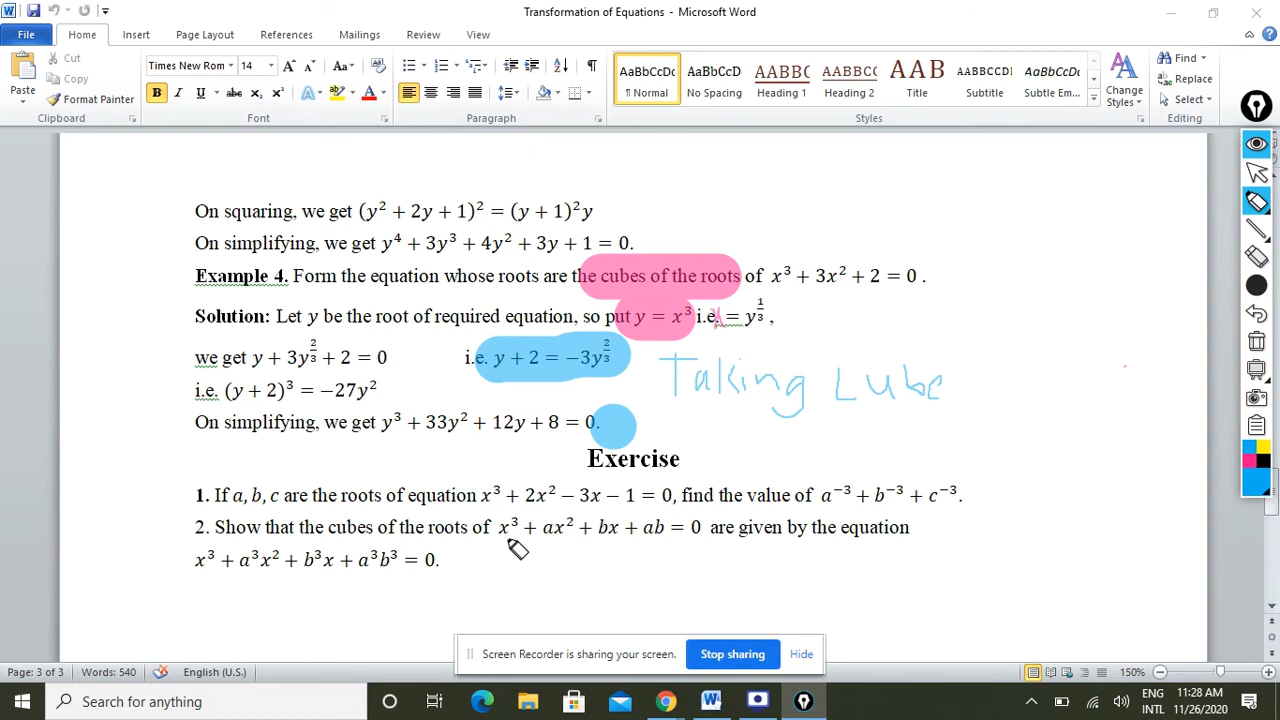 Transformation of Equations - Microsoft Word
File Home Insert Page Layout References Mailings Review View
Cut
Copy
Paste Format Painter
Times New Rom 14
AaBbCcDc AaBbCcD AABBC AABBC AAB AABBCCDI AaBbCcDc
¶ Normal No Spacing Heading 1 Heading 2 Title Subtitle Subtle Em... Change Styles
Find
Replace
Select
Clipboard Font Paragraph Styles Editing
On squaring, we get (y² + 2y + 1)² = (y + 1)²y
On simplifying, we get y⁴ + 3y³ + 4y² + 3y + 1 = 0.
Example 4. Form the equation whose roots are the cubes of the roots of x³ + 3x² + 2 = 0 .
Solution: Let y be the root of required equation, so put y = x³ i.e. x = y^(1/3) ,
we get y + 3y^(2/3) + 2 = 0 i.e. y + 2 = −3y^(2/3) Taking Cube
i.e. (y + 2)³ = −27y²
On simplifying, we get y³ + 33y² + 12y + 8 = 0.
Exercise
1. If a, b, c are the roots of equation x³ + 2x² − 3x − 1 = 0, find the value of a⁻³ + b⁻³ + c⁻³.
2. Show that the cubes of the roots of x³ + ax² + bx + ab = 0 are given by the equation
x³ + a³x² + b³x + a³b³ = 0.
Screen Recorder is sharing your screen. Stop sharing Hide
Page: 3 of 3 Words: 540 English (U.S.) 150%
Search for anything
ENG 11:28 AM
INTL 11/26/2020